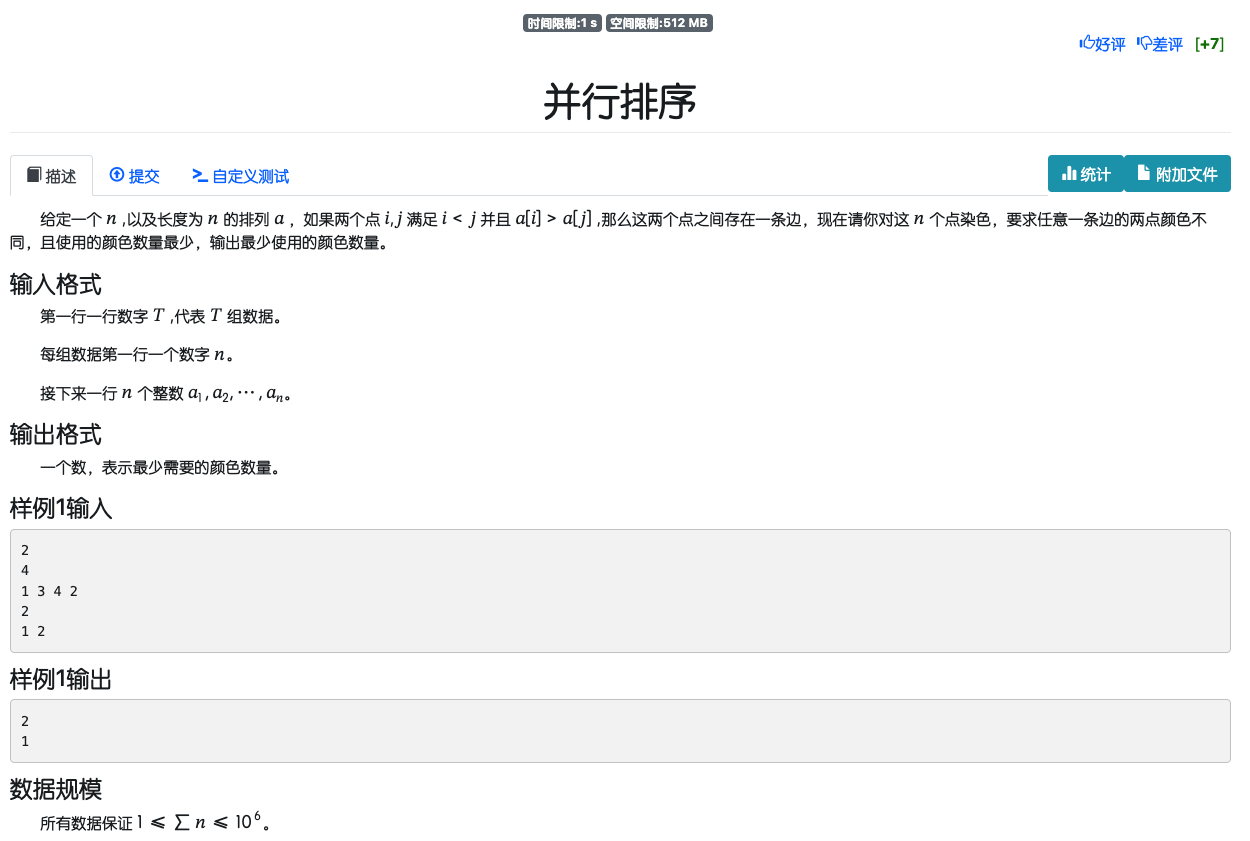 时间限制:1 s 空间限制:512 MB
好评 差评 [+7]
并行排序
描述 提交 自定义测试 统计 附加文件
给定一个 n ,以及长度为 n 的排列 a ，如果两个点 i, j 满足 i < j 并且 a[i] > a[j] ,那么这两个点之间存在一条边，现在请你对这 n 个点染色，要求任意一条边的两点颜色不
同，且使用的颜色数量最少，输出最少使用的颜色数量。
输入格式
第一行一行数字 T ,代表 T 组数据。
每组数据第一行一个数字 n。
接下来一行 n 个整数 a₁, a₂, ⋯, aₙ。
输出格式
一个数，表示最少需要的颜色数量。
样例1输入
2
4
1 3 4 2
2
1 2
样例1输出
2
1
数据规模
所有数据保证 1 ⩽ ∑ n ⩽ 10⁶。